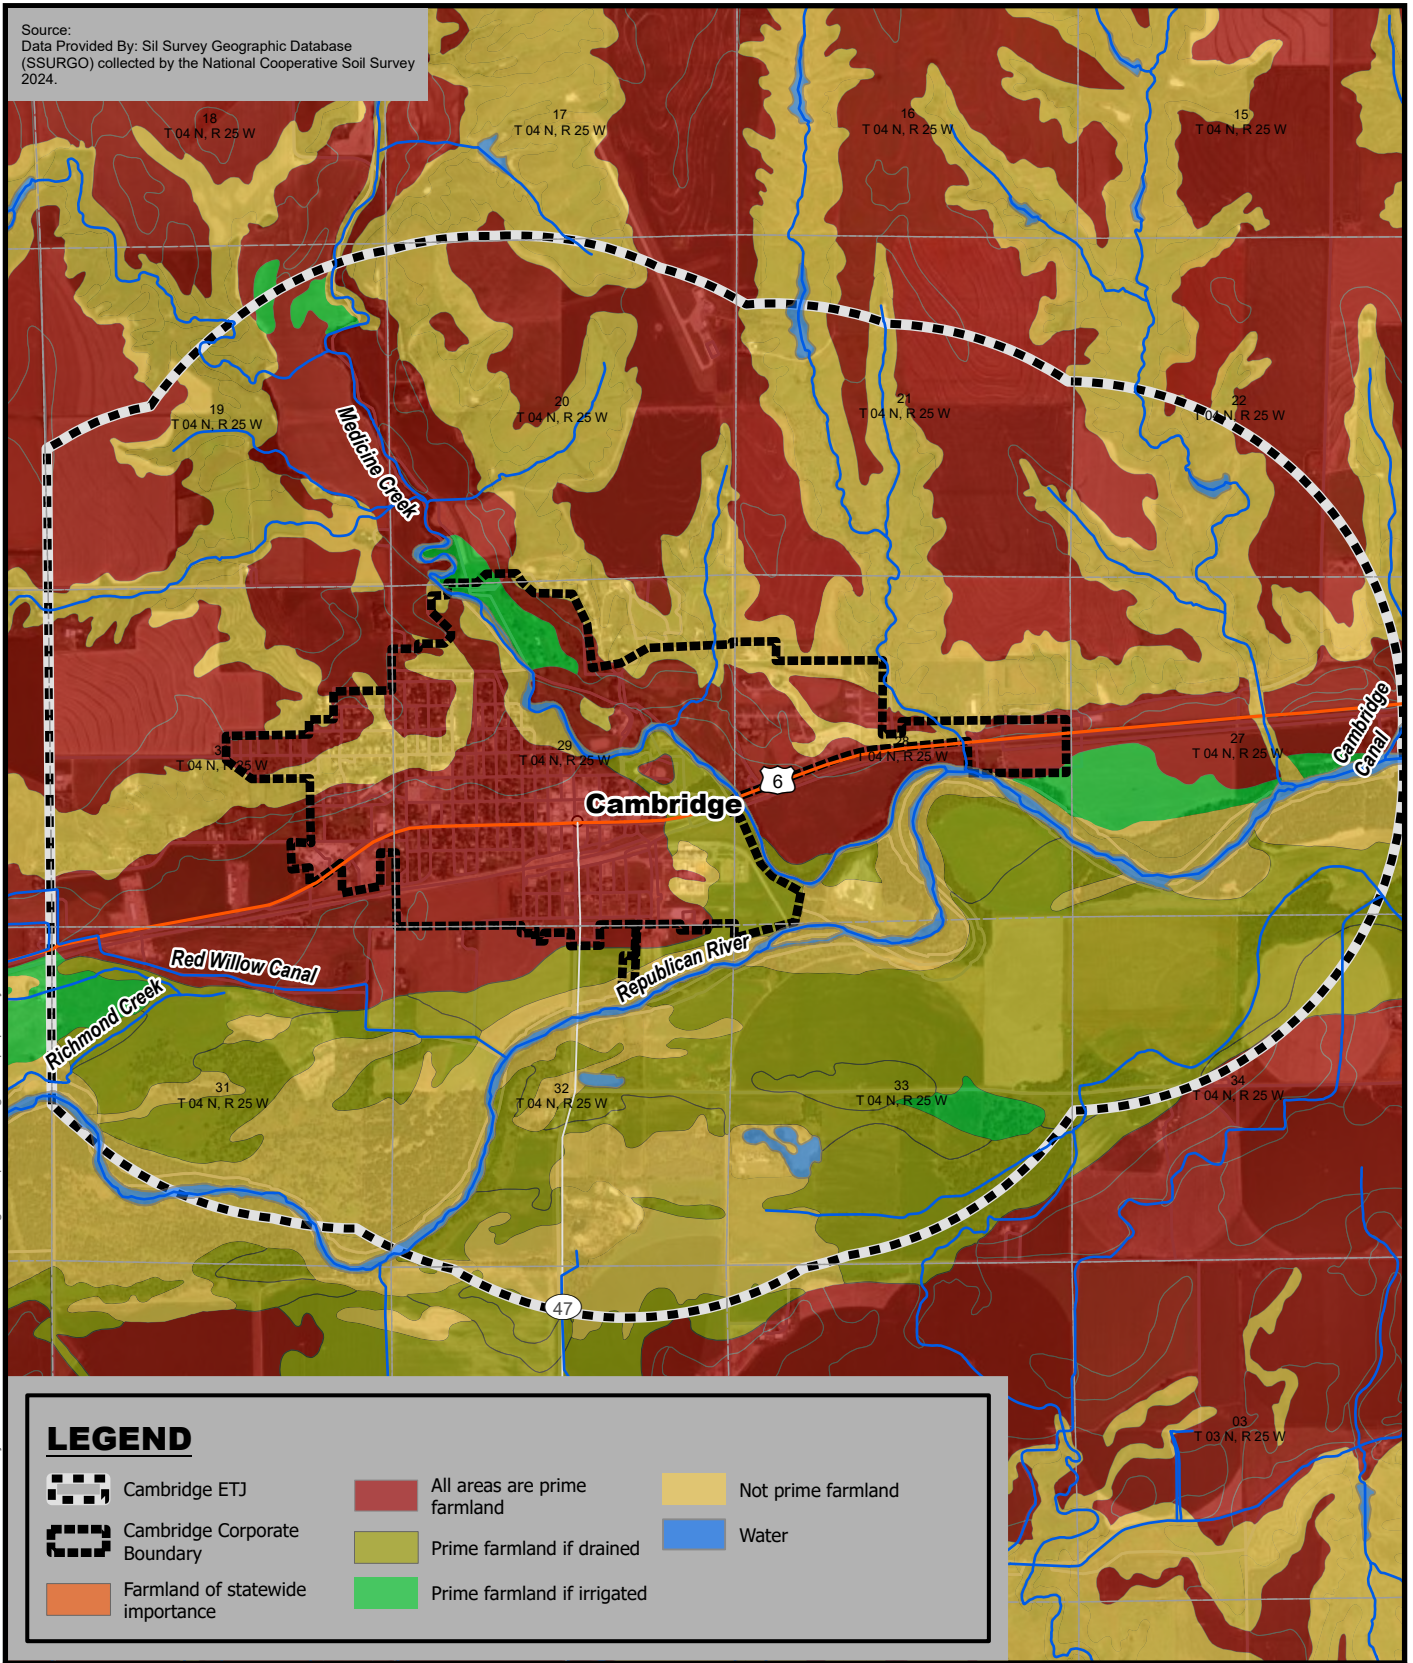 Source:
Data Provided By: Sil Survey Geographic Database
(SSURGO) collected by the National Cooperative Soil Survey
2024.
18
T 04 N, R 25 W
17
T 04 N, R 25 W
16
T 04 N, R 25 W
15
T 04 N, R 25 W
19
T 04 N, R 25 W
20
T 04 N, R 25 W
21
T 04 N, R 25 W
22
T 04 N, R 25 W
Medicine Creek
T 04 N, R 25 W
29
T 04 N, R 25 W
28
T 04 N, R 25 W
27
T 04 N, R 25 W
Cambridge
Canal
6
Cambridge
Red Willow Canal
Republican River
Richmond Creek
31
T 04 N, R 25 W
32
T 04 N, R 25 W
33
T 04 N, R 25 W
34
T 04 N, R 25 W
47
03
T 03 N, R 25 W
LEGEND
Cambridge ETJ
Cambridge Corporate
Boundary
Farmland of statewide
importance
All areas are prime
farmland
Prime farmland if drained
Prime farmland if irrigated
Not prime farmland
Water